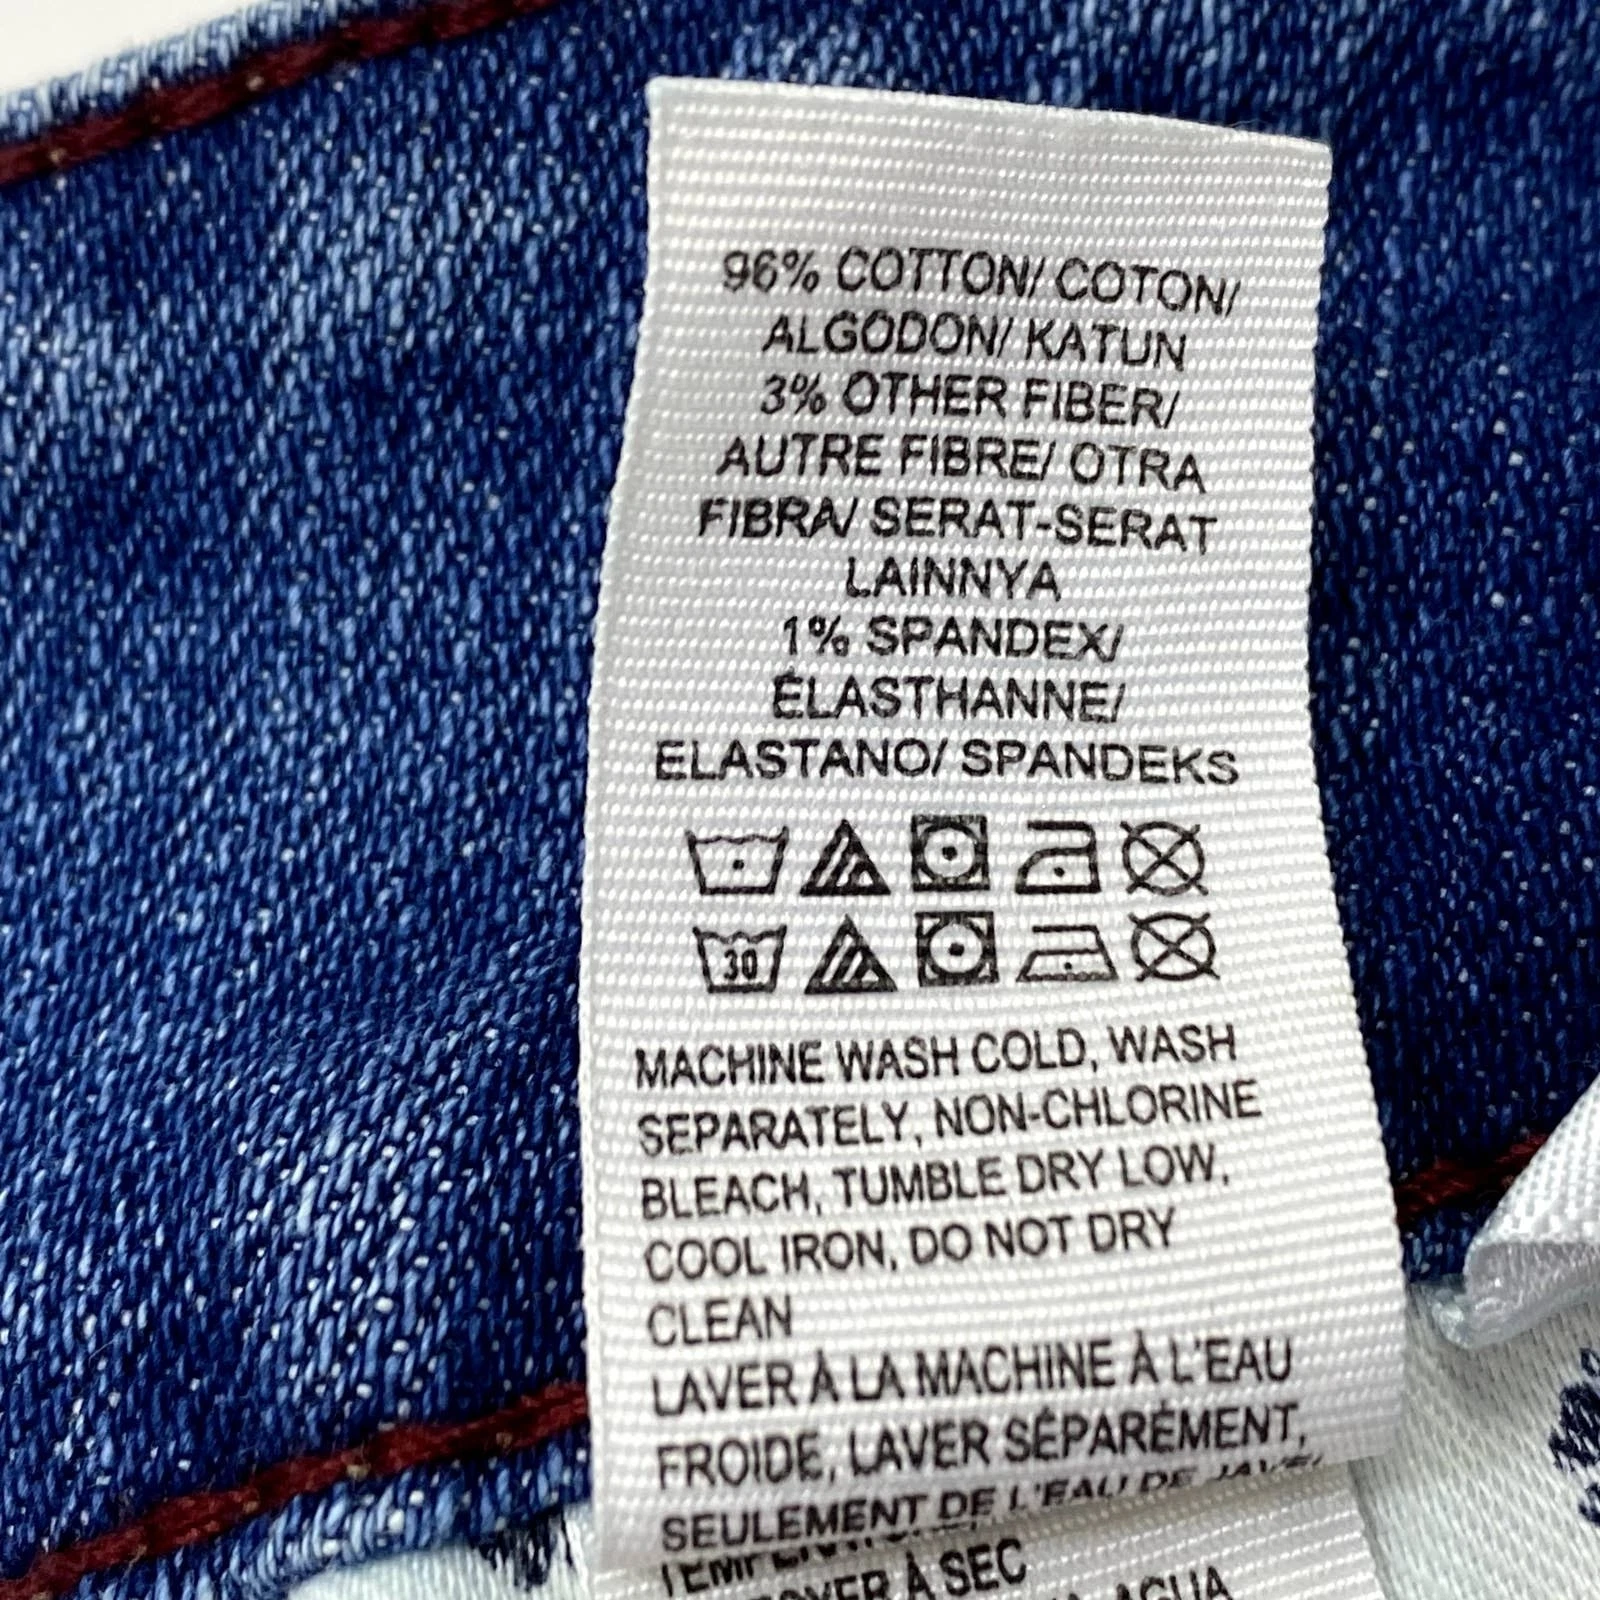 96% COTTON/ COTON/
ALGODON/ KATUN
3% OTHER FIBER/
AUTRE FIBRE/ OTRA
FIBRA/ SERAT-SERAT
LAINNYA
1% SPANDEX/
ÉLASTHANNE/
ELASTANO/ SPANDEKS
30
MACHINE WASH COLD, WASH
SEPARATELY, NON-CHLORINE
BLEACH, TUMBLE DRY LOW,
COOL IRON, DO NOT DRY
CLEAN
LAVER À LA MACHINE À L'EAU
FROIDE, LAVER SÉPARÉMENT,
SEULEMENT DE L'EAU DE
À SEC
AGUA